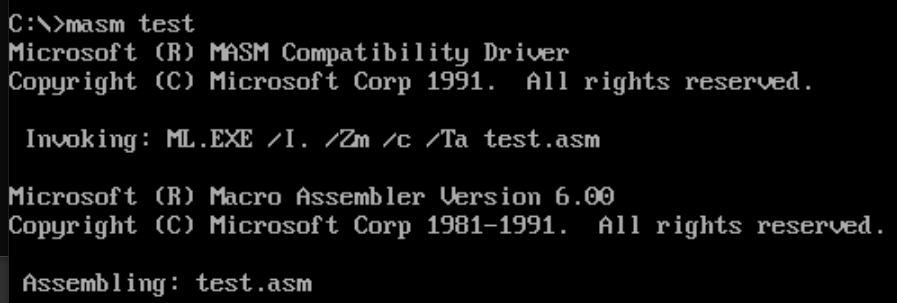 C:\>masm test
Microsoft (R) MASM Compatibility Driver
Copyright (C) Microsoft Corp 1991.  All rights reserved.
Invoking: ML.EXE /I. /Zm /c /Ta test.asm
Microsoft (R) Macro Assembler Version 6.00
Copyright (C) Microsoft Corp 1981-1991.  All rights reserved.
Assembling: test.asm